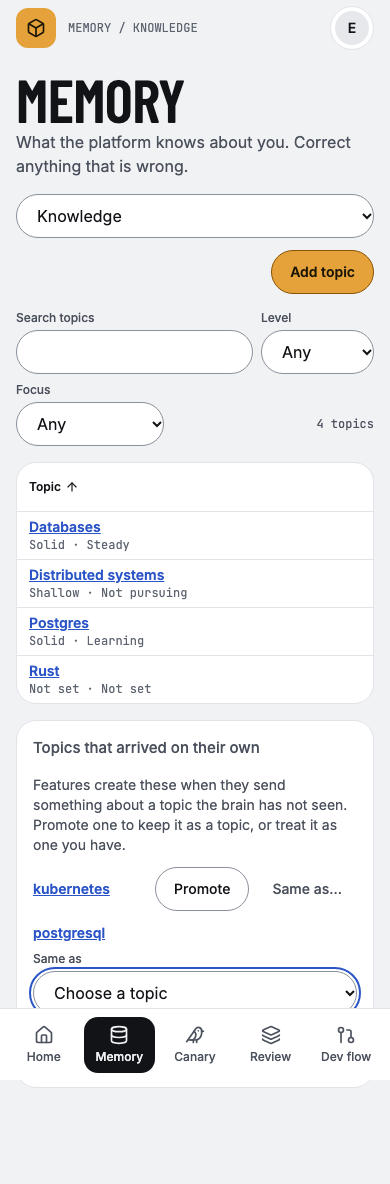 MEMORY / KNOWLEDGE
E
MEMORY
What the platform knows about you. Correct
anything that is wrong.
Knowledge
Add topic
Search topics
Level
Any
Focus
Any
4 topics
Topic ↑
Databases
Solid · Steady
Distributed systems
Shallow · Not pursuing
Postgres
Solid · Learning
Rust
Not set · Not set
Topics that arrived on their own
Features create these when they send
something about a topic the brain has not seen.
Promote one to keep it as a topic, or treat it as
one you have.
kubernetes
Promote
Same as...
postgresql
Same as
Choose a topic
Home
Memory
Canary
Review
Dev flow